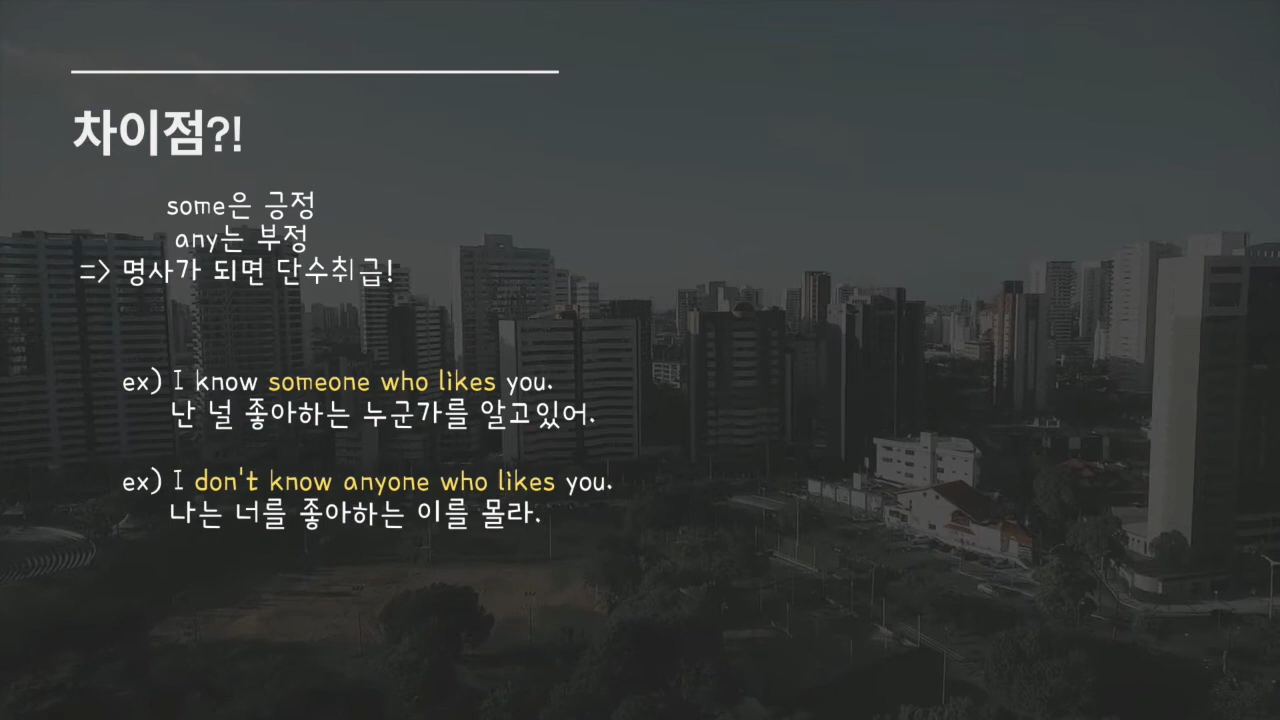 차이점?!
some은 긍정
any는 부정
=> 명사가 되면 단수취급!
ex) I know someone who likes you.
난 널 좋아하는 누군가를 알고있어.
ex) I don't know anyone who likes you.
나는 너를 좋아하는 이를 몰라.